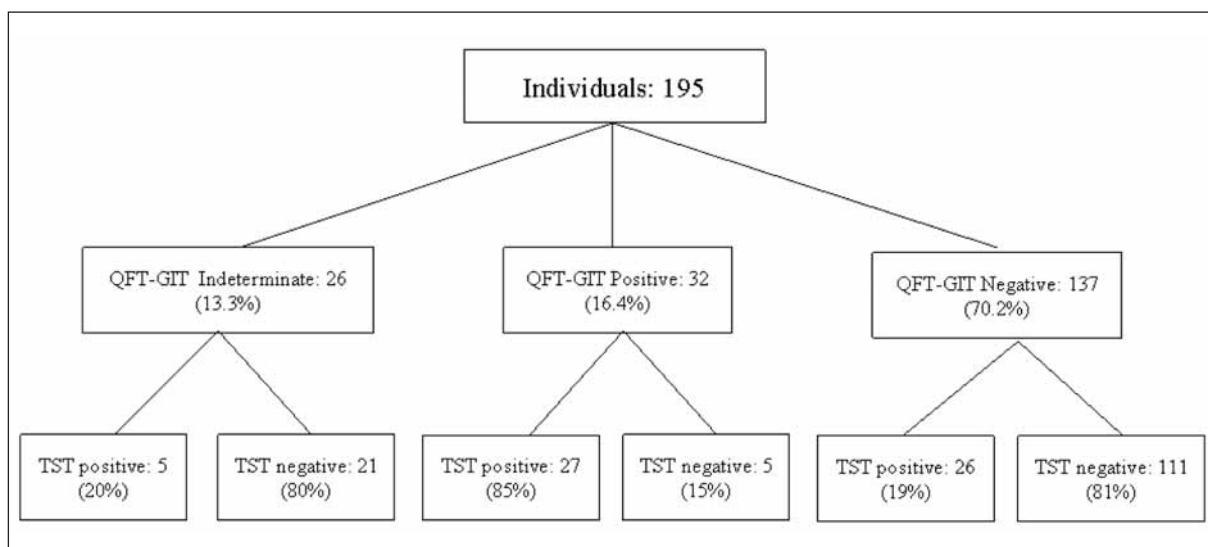 Individuals: 195
QFT-GIT Indeterminate: 26
(13.3%)
QFT-GIT Positive: 32
(16.4%)
QFT-GIT Negative: 137
(70.2%)
TST positive: 5
(20%)
TST negative: 21
(80%)
TST positive: 27
(85%)
TST negative: 5
(15%)
TST positive: 26
(19%)
TST negative: 111
(81%)